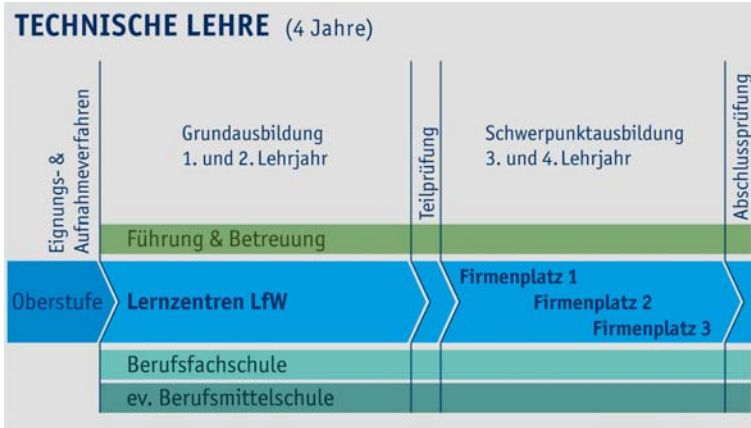 TECHNISCHE LEHRE (4 Jahre)
Eignungs- &
Aufnahmeverfahren
Grundausbildung
1. und 2. Lehrjahr
Teilprüfung
Schwerpunktausbildung
3. und 4. Lehrjahr
Abschlussprüfung
Führung & Betreuung
Oberstufe
Lernzentren LfW
Firmenplatz 1
Firmenplatz 2
Firmenplatz 3
Berufsfachschule
ev. Berufsmittelschule